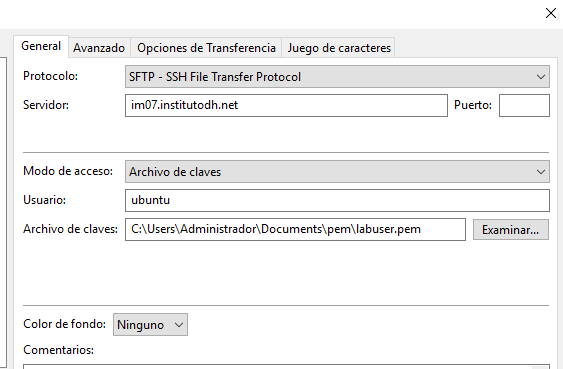 General Avanzado Opciones de Transferencia Juego de caracteres
Protocolo: SFTP - SSH File Transfer Protocol
Servidor: im07.institutodh.net Puerto:
Modo de acceso: Archivo de claves
Usuario: ubuntu
Archivo de claves: C:\Users\Administrador\Documents\pem\labuser.pem Examinar...
Color de fondo: Ninguno
Comentarios: